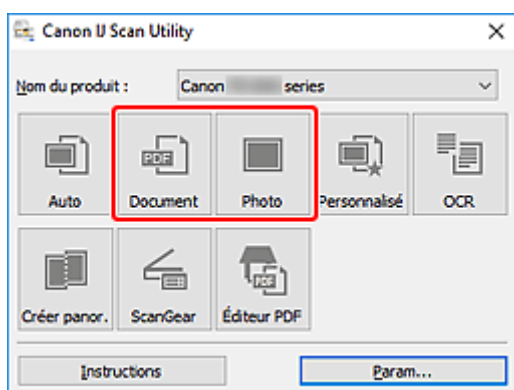 Canon IJ Scan Utility
Nom du produit : Canon series
Auto Document Photo Personnalisé OCR
PDF
Créer panor. ScanGear Éditeur PDF
PDF
Instructions Param...